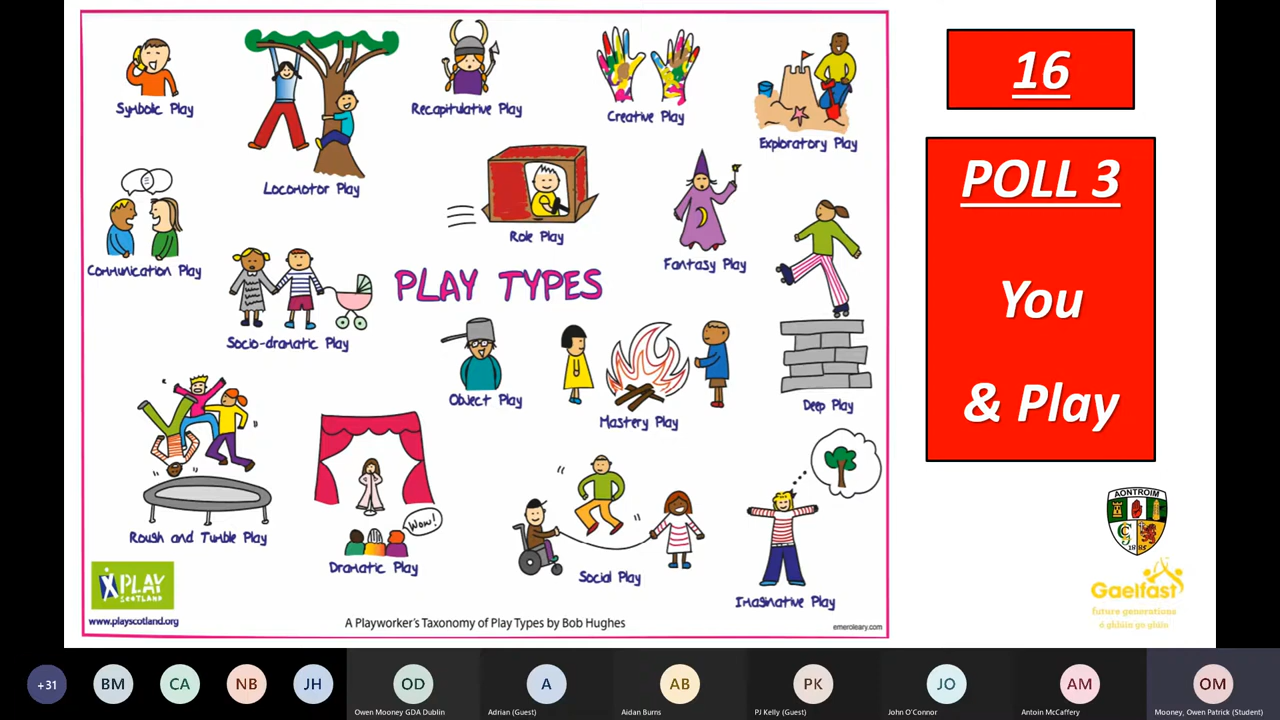 Symbolic Play
Recapitulative Play
Creative Play
Exploratory Play
Locomotor Play
Communication Play
Role Play
Fantasy Play
Socio-dramatic Play
PLAY TYPES
Object Play
Mastery Play
Deep Play
Rough and Tumble Play
Wow!
Dramatic Play
Social Play
Imaginative Play
PLAY
SCOTLAND
www.playscotland.org
A Playworker's Taxonomy of Play Types by Bob Hughes
emeroleary.com
16
POLL 3
You
& Play
AONTROIM
1885
Gaelfast
future generations
ó ghlúin go glúin
+31
BM
CA
NB
JH
OD
Owen Mooney GDA Dublin
A
Adrian (Guest)
AB
Aidan Burns
PK
PJ Kelly (Guest)
JO
John O'Connor
AM
Antoin McCaffery
OM
Mooney, Owen Patrick (Student)